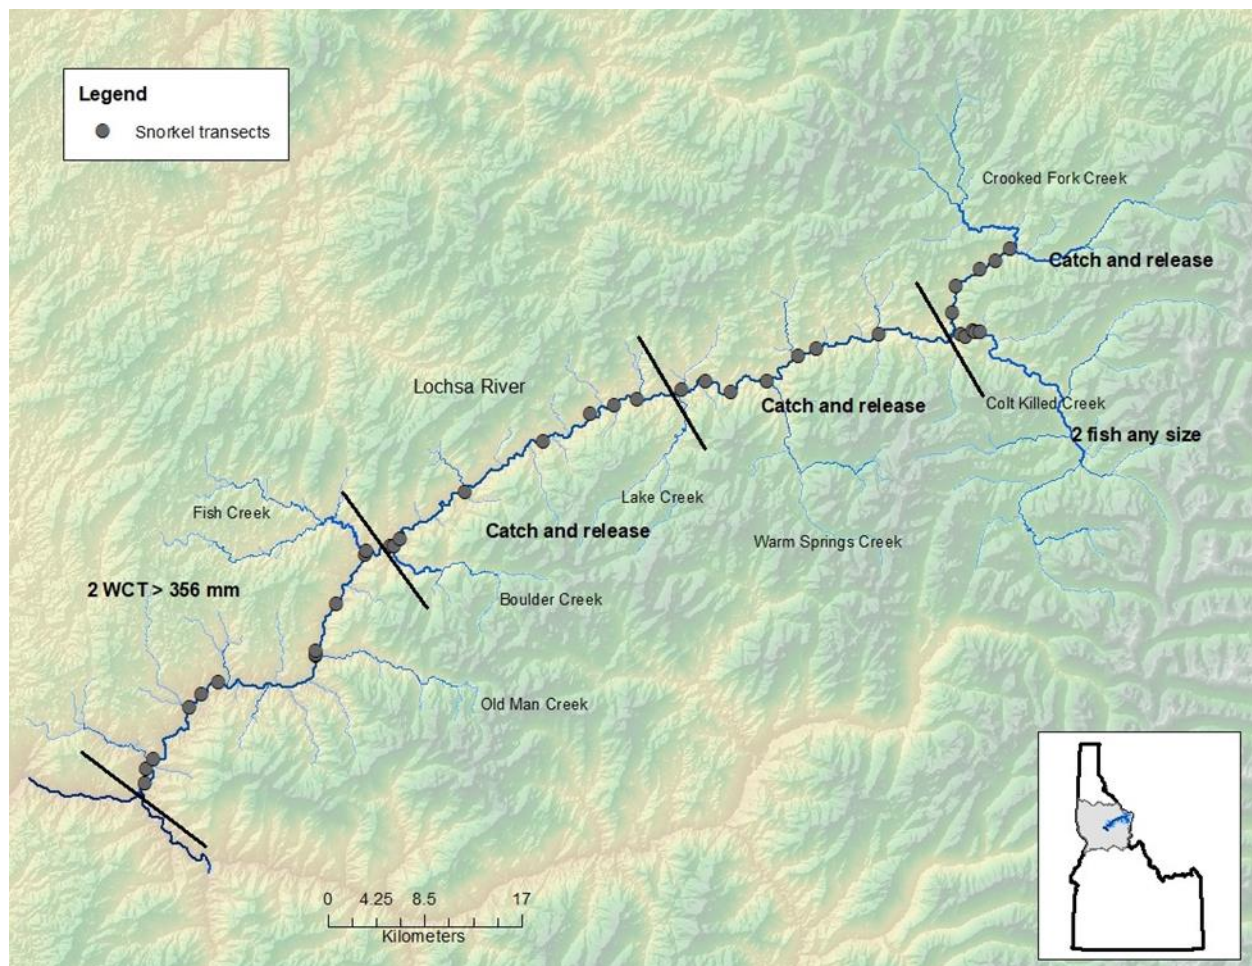 Legend
Snorkel transects
Crooked Fork Creek
Catch and release
Lochsa River
Catch and release
Colt Killed Creek
2 fish any size
Lake Creek
Fish Creek
Catch and release
Warm Springs Creek
2 WCT > 356 mm
Boulder Creek
Old Man Creek
0 4.25 8.5 17
Kilometers